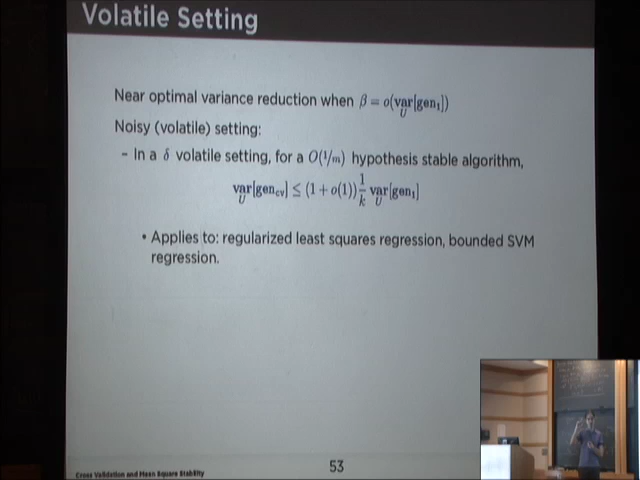 Volatile Setting
Near optimal variance reduction when β = o(var_U[gen₁])
Noisy (volatile) setting:
– In a δ volatile setting, for a O(1/m) hypothesis stable algorithm,
var_U[gen_cv] ≤ (1 + o(1)) 1/k var_U[gen₁]
• Applies to: regularized least squares regression, bounded SVM
regression.
Cross Validation and Mean Square Stability
53